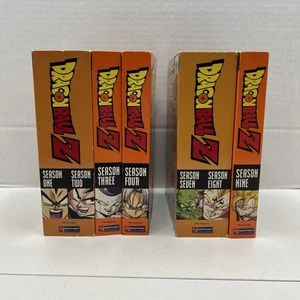 DRAGON BALL Z
SEASON ONE
SEASON TWO
DRAGON BALL Z
SEASON THREE
DRAGON BALL Z
SEASON FOUR
DRAGON BALL Z
SEASON SEVEN
SEASON EIGHT
DRAGON BALL Z
SEASON NINE